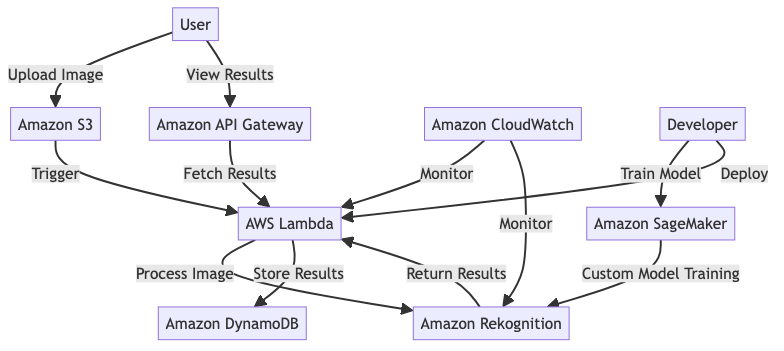 User
Upload Image
View Results
Amazon S3
Amazon API Gateway
Amazon CloudWatch
Developer
Trigger
Fetch Results
Monitor
Train Model
Deploy
AWS Lambda
Monitor
Amazon SageMaker
Process Image
Store Results
Return Results
Custom Model Training
Amazon DynamoDB
Amazon Rekognition